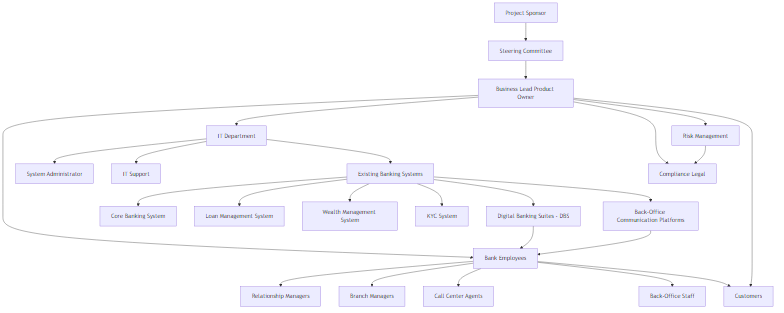 Project Sponsor
Steering Committee
Business Lead Product
Owner
IT Department
Risk Management
System Administrator
IT Support
Existing Banking Systems
Compliance Legal
Core Banking System
Loan Management System
Wealth Management
System
KYC System
Digital Banking Suites - DBS
Back-Office
Communication Platforms
Bank Employees
Relationship Managers
Branch Managers
Call Center Agents
Back-Office Staff
Customers